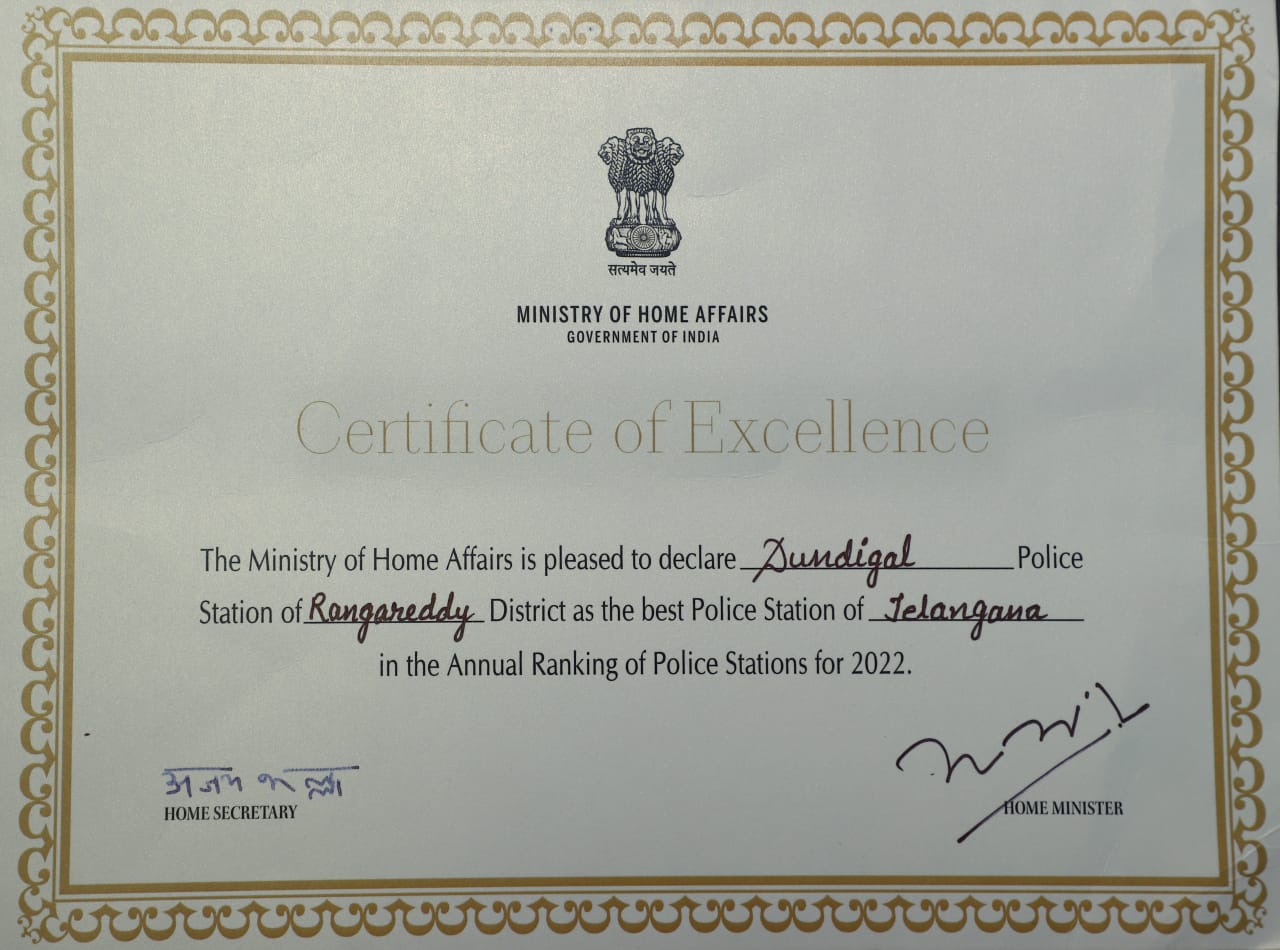 सत्यमेव जयते
MINISTRY OF HOME AFFAIRS
GOVERNMENT OF INDIA
Certificate of Excellence
The Ministry of Home Affairs is pleased to declare Dundigal Police
Station of Rangareddy District as the best Police Station of Telangana
in the Annual Ranking of Police Stations for 2022.
अजय भल्ला
HOME SECRETARY
HOME MINISTER